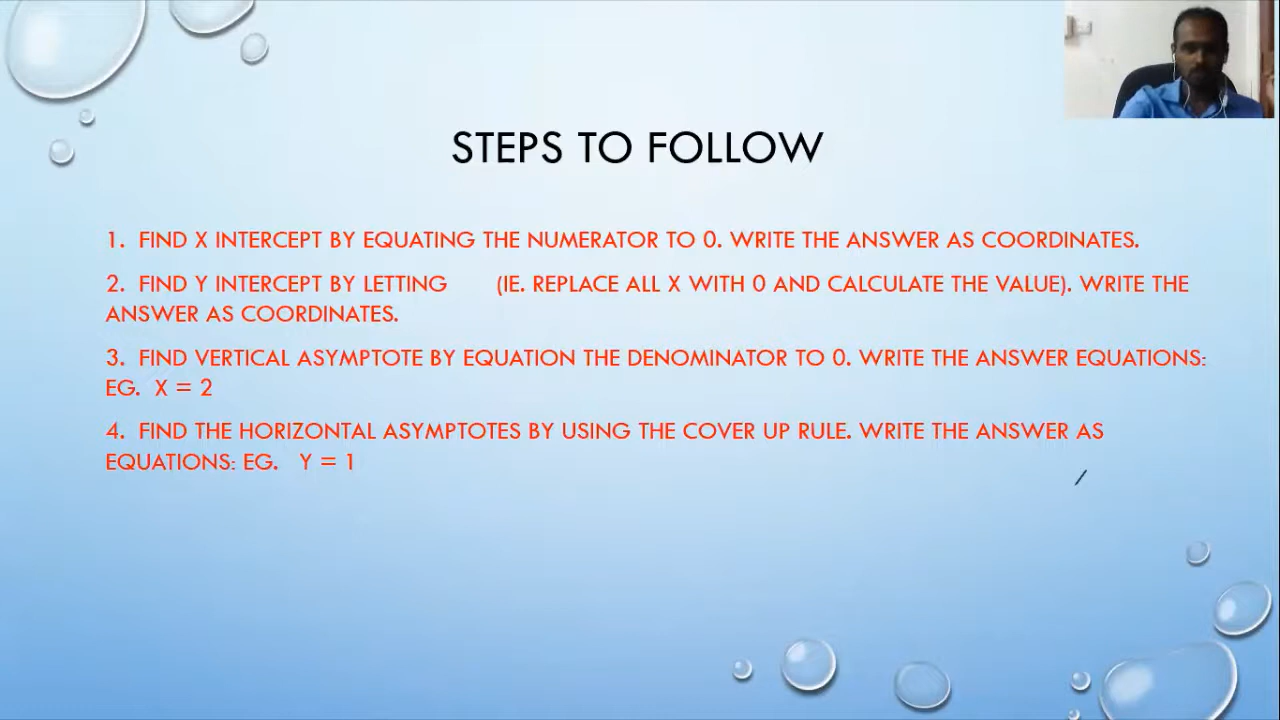 STEPS TO FOLLOW
1. FIND X INTERCEPT BY EQUATING THE NUMERATOR TO 0. WRITE THE ANSWER AS COORDINATES.
2. FIND Y INTERCEPT BY LETTING (IE. REPLACE ALL X WITH 0 AND CALCULATE THE VALUE). WRITE THE
ANSWER AS COORDINATES.
3. FIND VERTICAL ASYMPTOTE BY EQUATION THE DENOMINATOR TO 0. WRITE THE ANSWER EQUATIONS:
EG. X = 2
4. FIND THE HORIZONTAL ASYMPTOTES BY USING THE COVER UP RULE. WRITE THE ANSWER AS
EQUATIONS: EG. Y = 1